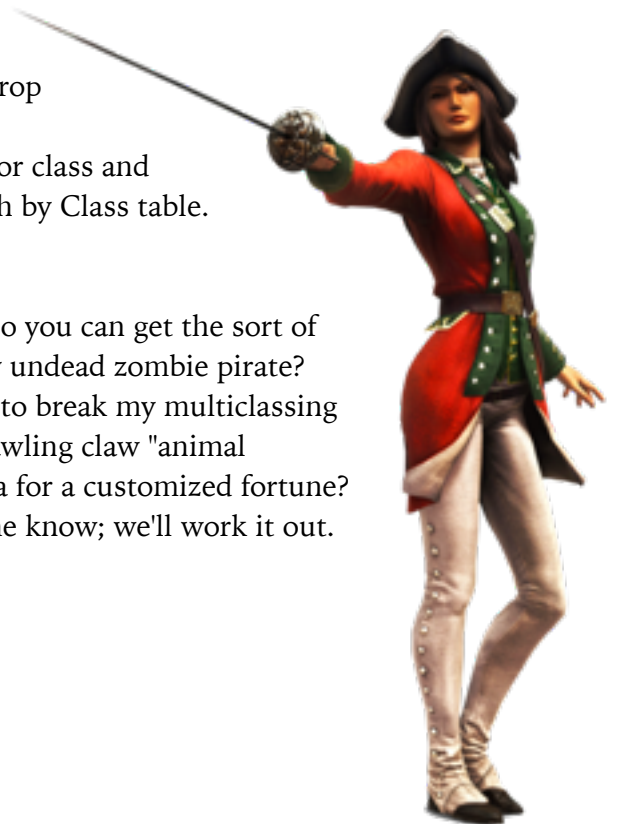 rop
or class and
h by Class table.
o you can get the sort of
undead zombie pirate?
to break my multiclassing
wling claw "animal
a for a customized fortune?
ne know; we'll work it out.